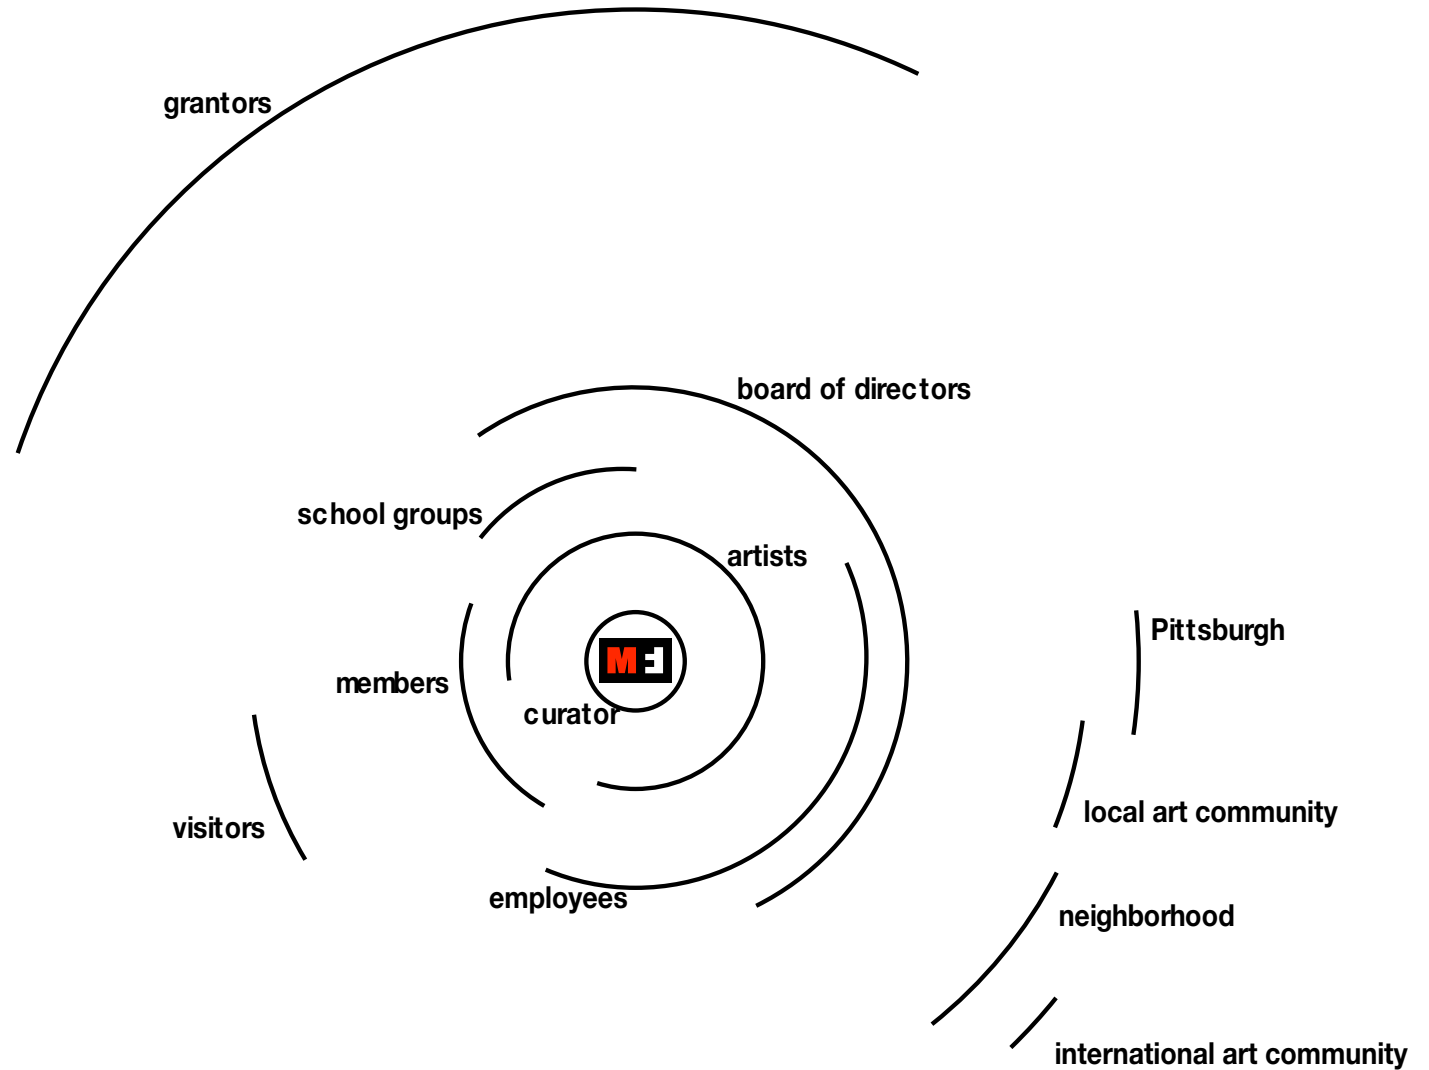 grantors
board of directors
school groups
artists
Pittsburgh
members
curator
local art community
visitors
employees
neighborhood
international art community